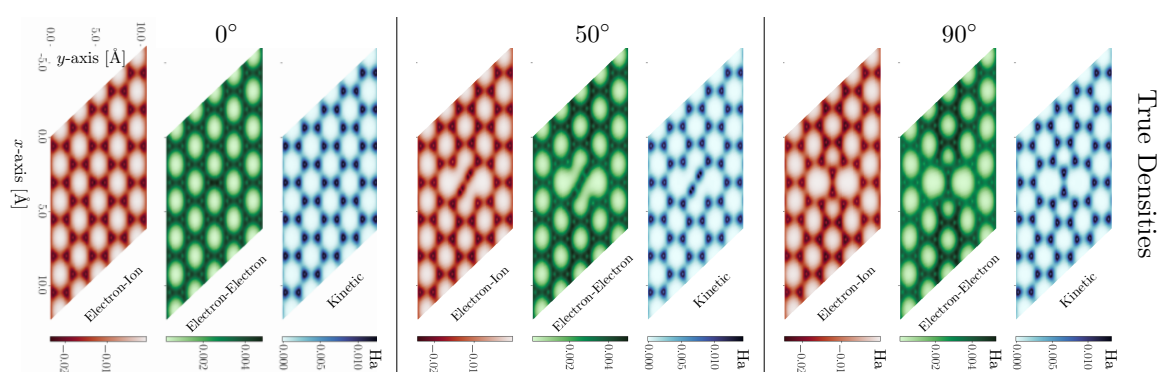 True Densities
0°
50°
90°
0.0
5.0
10.0
y-axis [Å]
−5.0
0.0
5.0
10.0
x-axis [Å]
Electron-Ion
Electron-Electron
Kinetic
Electron-Ion
Electron-Electron
Kinetic
Electron-Ion
Electron-Electron
Kinetic
−0.02
−0.01
0.002
0.004
0.000
0.005
0.010
Ha
−0.02
−0.01
0.002
0.004
0.000
0.005
0.010
Ha
−0.02
−0.01
0.002
0.004
0.000
0.005
0.010
Ha
Ha
Ha